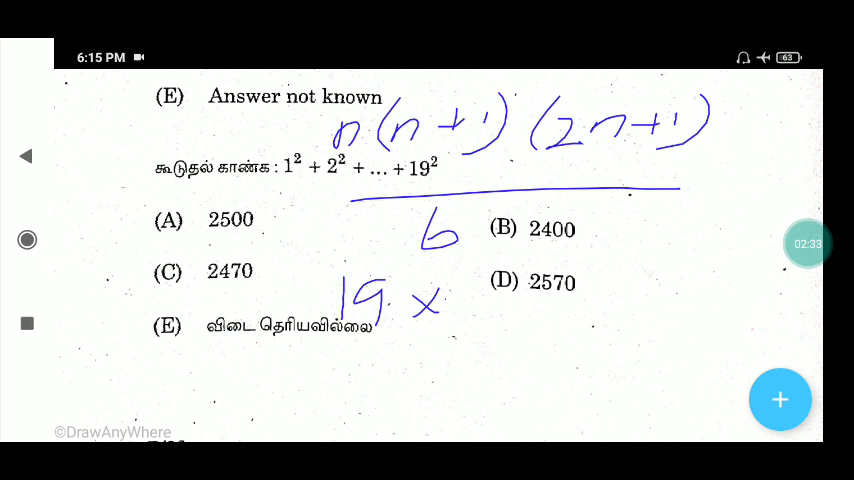 6:15 PM 63
(E) Answer not known
n(n+1)(2n+1)
கூடுதல் காண்க : 1² + 2² + ... + 19²
(A) 2500 (B) 2400
6
02:33
(C) 2470 (D) 2570
19 x
(E) விடை தெரியவில்லை
+
©DrawAnyWhere